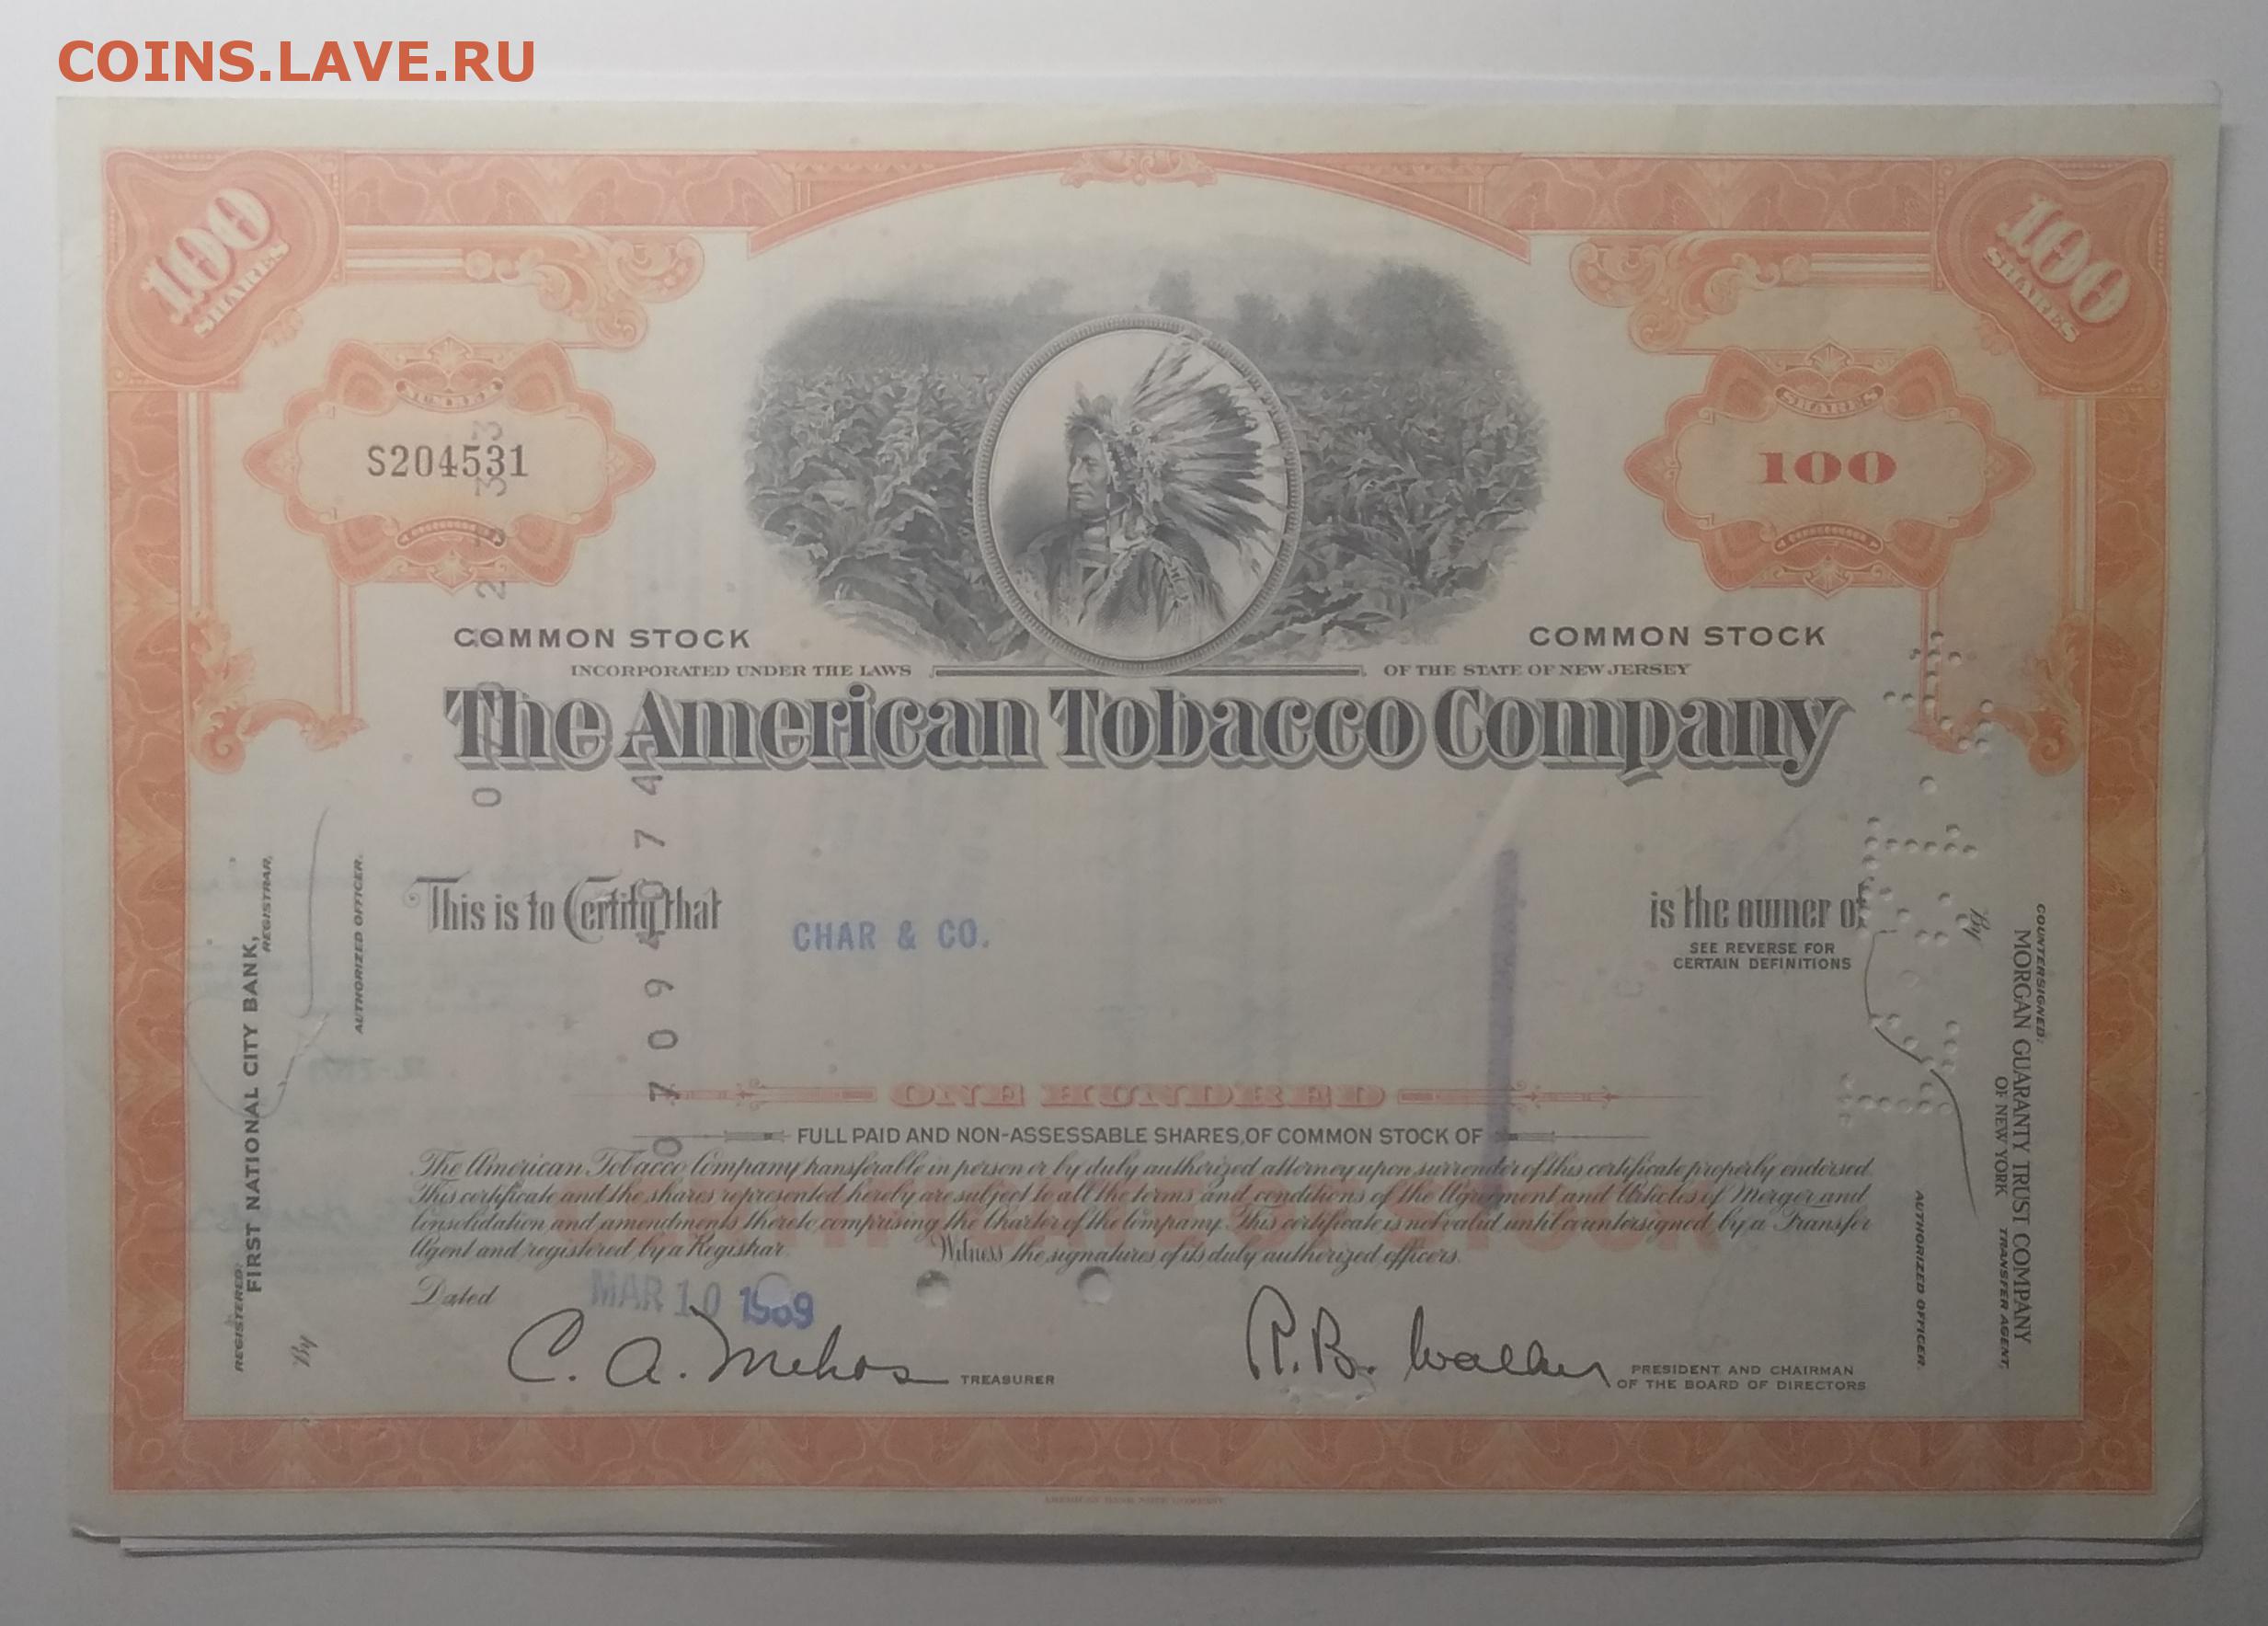 COINS.LAVE.RU
100
SHARES
100
SHARES
S204531
SHARES
100
COMMON STOCK
COMMON STOCK
INCORPORATED UNDER THE LAWS
OF THE STATE OF NEW JERSEY
The American Tobacco Company
This is to Certify that
CHAR & CO.
is the owner of
SEE REVERSE FOR
CERTAIN DEFINITIONS
ONE HUNDRED
FULL PAID AND NON-ASSESSABLE SHARES, OF COMMON STOCK OF
The American Tobacco Company transferable in person or by duly authorized attorney upon surrender of this certificate properly endorsed.
This certificate and the shares represented hereby are subject to all the terms and conditions of the Agreement and Articles of Merger and
Consolidation and amendments thereto comprising the Charter of the Company. This certificate is not valid until countersigned by a Transfer
Agent and registered by a Registrar.
Witness the signatures of its duly authorized officers.
CERTIFICATE OF STOCK
Dated
MAR 10
C. A. Mehos
TREASURER
R. B. Walker
PRESIDENT AND CHAIRMAN
OF THE BOARD OF DIRECTORS
REGISTERED:
FIRST NATIONAL CITY BANK,
REGISTRAR,
By
AUTHORIZED OFFICER.
COUNTERSIGNED:
MORGAN GUARANTY TRUST COMPANY
OF NEW YORK
TRANSFER AGENT,
By
AUTHORIZED OFFICER.
AMERICAN BANK NOTE COMPANY